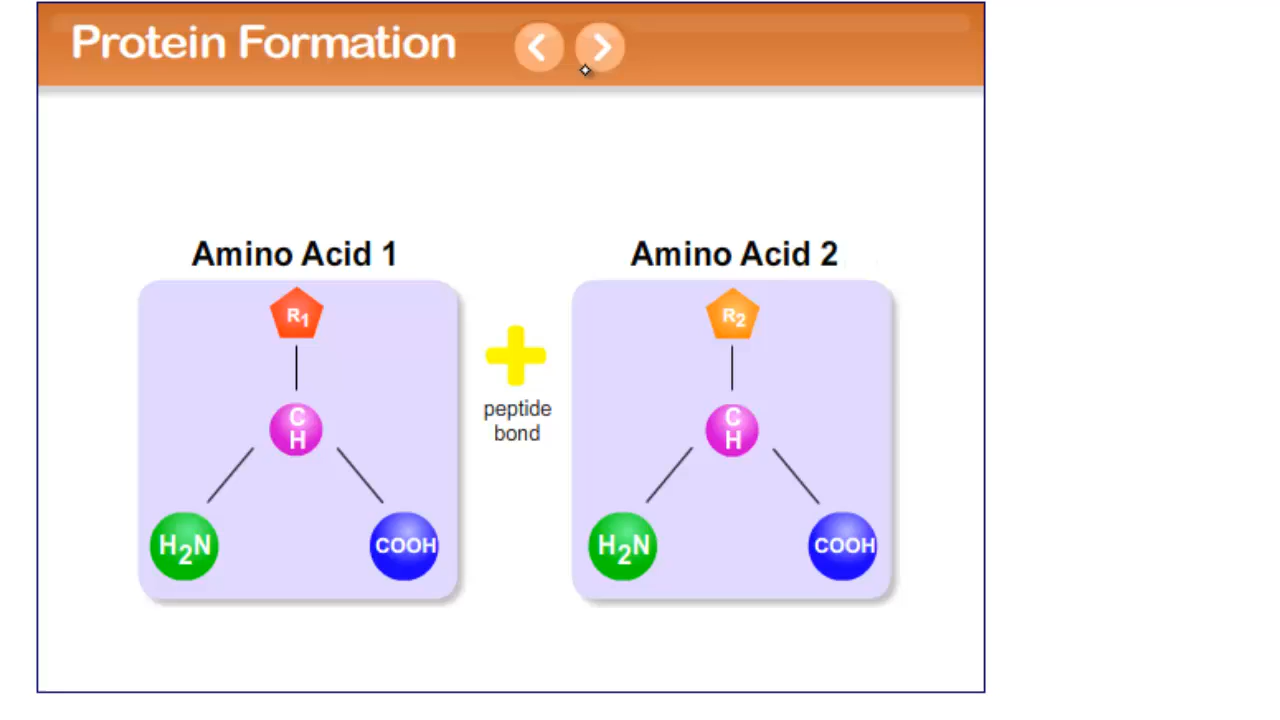 Protein Formation
Amino Acid 1
Amino Acid 2
R1
R2
C
H
C
H
peptide
bond
H2N
COOH
H2N
COOH